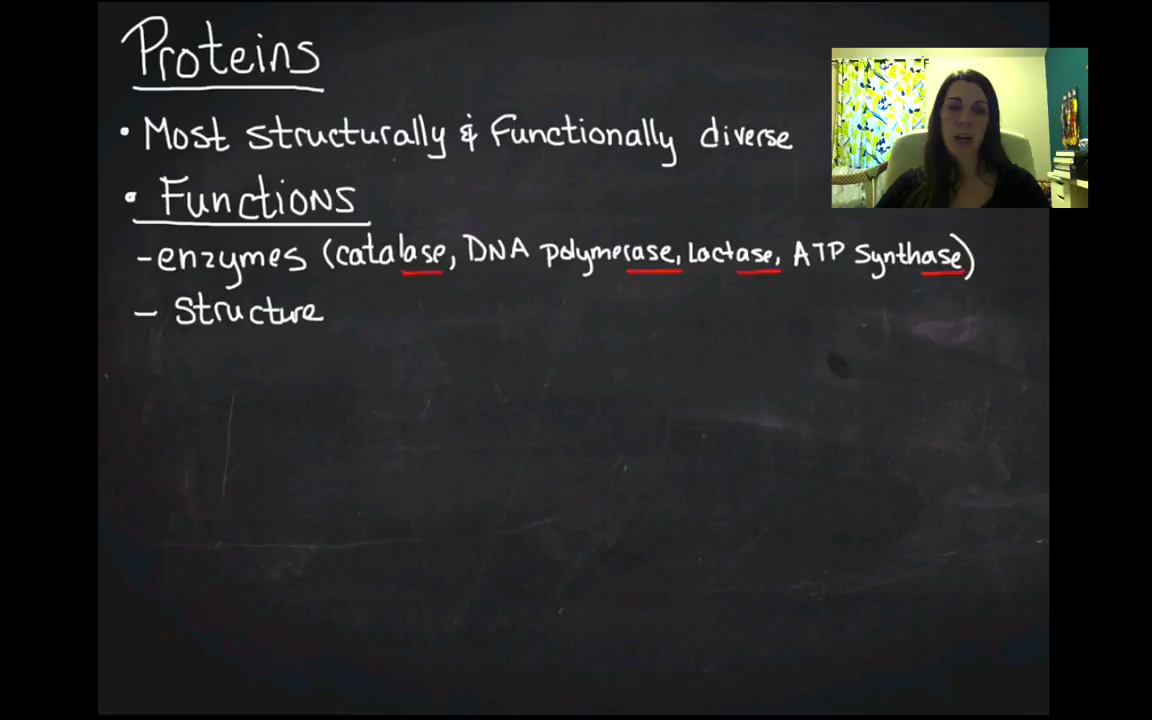 Proteins
• Most structurally & Functionally diverse
• Functions
- enzymes (catalase, DNA polymerase, Lactase, ATP Synthase)
- Structure